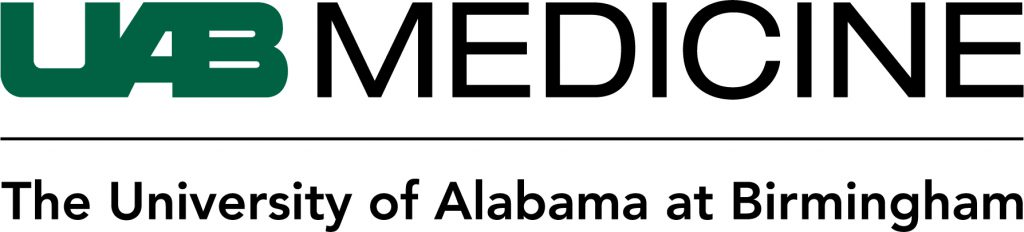 UAB MEDICINE
The University of Alabama at Birmingham